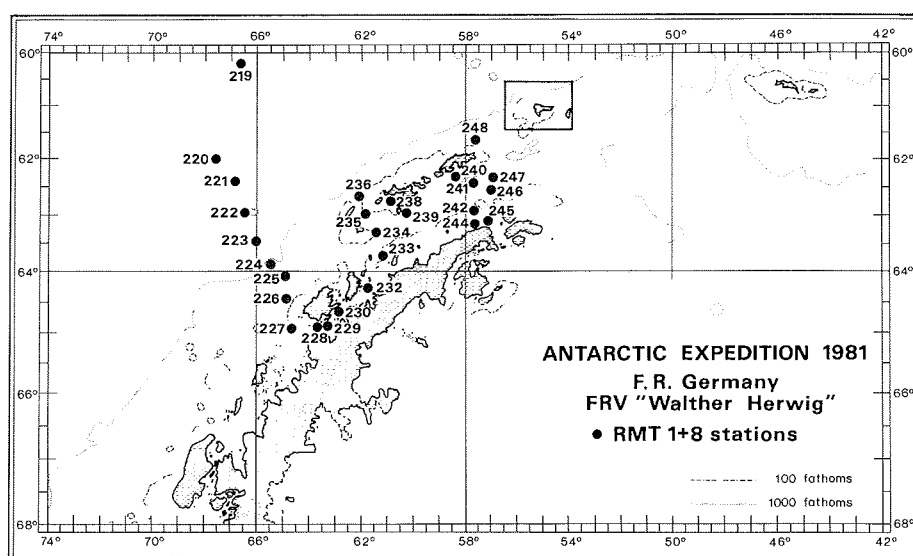 74° 70° 66° 62° 58° 54° 50° 46° 42°
60° 60°
219
248
62° 220 62°
240 247
221 236 241 246
238
222 242 245
235 239 244
223 234
233
224
64° 64°
225
232
226
230
227 229
228
ANTARCTIC EXPEDITION 1981
F. R. Germany
66° 66°
FRV "Walther Herwig"
● RMT 1+8 stations
100 fathoms
1000 fathoms
68° 68°
74° 70° 66° 62° 58° 54° 50° 46° 42°